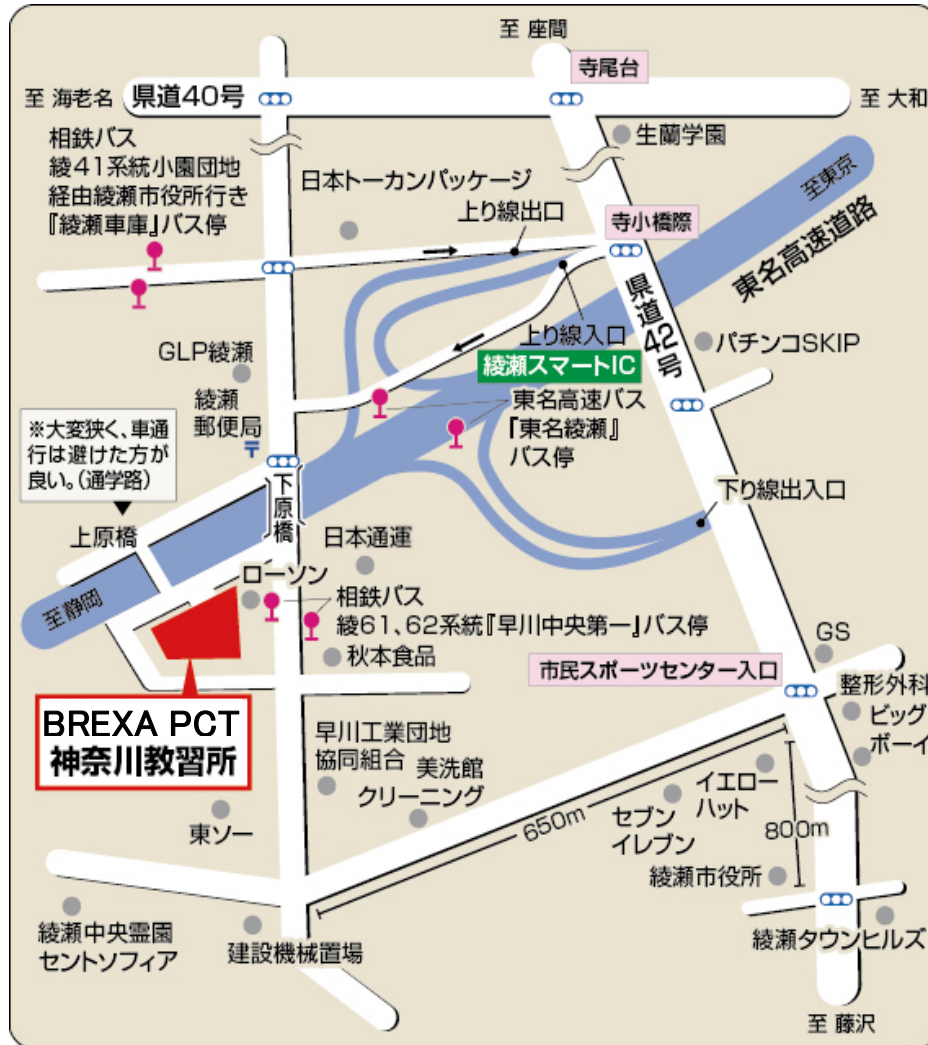 至 座間
寺尾台
至 海老名
県道40号
至 大和
相鉄バス
綾41系統小園団地
経由綾瀬市役所行き
『綾瀬車庫』バス停
生蘭学園
日本トーカンパッケージ
上り線出口
寺小橋際
至東京
東名高速道路
県道42号
上り線入口
綾瀬スマートIC
パチンコSKIP
GLP綾瀬
綾瀬
郵便局
〒
東名高速バス
『東名綾瀬』
バス停
※大変狭く、車通
行は避けた方が
良い。(通学路)
下原橋
下り線出入口
上原橋
日本通運
ローソン
至静岡
相鉄バス
綾61、62系統『早川中央第一』バス停
秋本食品
GS
市民スポーツセンター入口
整形外科
ビッグ
ボーイ
BREXA PCT
神奈川教習所
早川工業団地
協同組合
美洗館
クリーニング
イエロー
ハット
セブン
イレブン
650m
800m
東ソー
綾瀬市役所
綾瀬中央霊園
セントソフィア
建設機械置場
綾瀬タウンヒルズ
至 藤沢